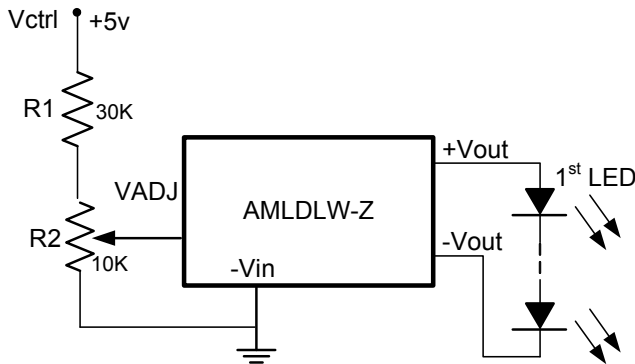 Vctrl +5v
R1 30K
VADJ
R2 10K
AMLDLW-Z
-Vin
+Vout
-Vout
1st LED